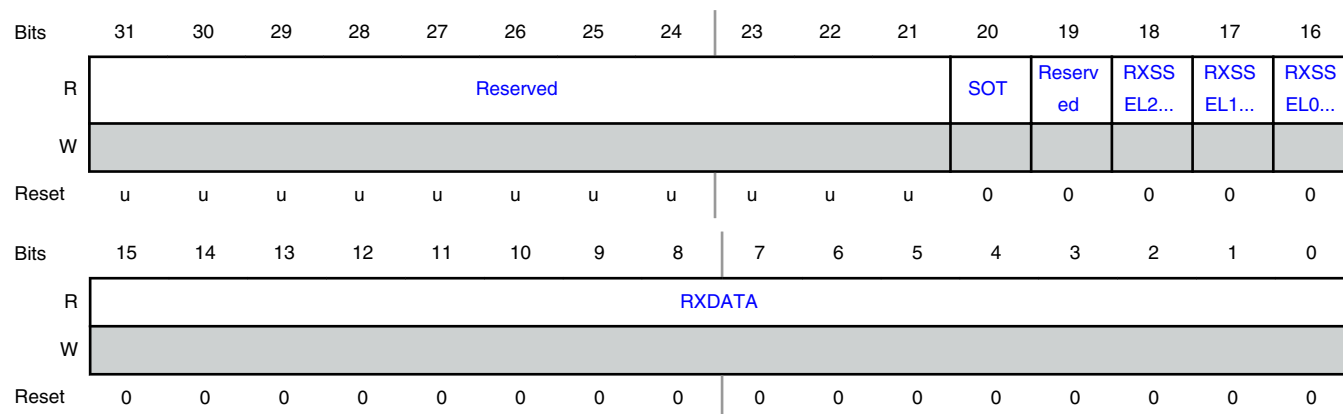 Bits 31 30 29 28 27 26 25 24 23 22 21 20 19 18 17 16
R Reserved SOT Reserv ed RXSS EL2... RXSS EL1... RXSS EL0...
W
Reset u u u u u u u u u u u 0 0 0 0 0
Bits 15 14 13 12 11 10 9 8 7 6 5 4 3 2 1 0
R RXDATA
W
Reset 0 0 0 0 0 0 0 0 0 0 0 0 0 0 0 0